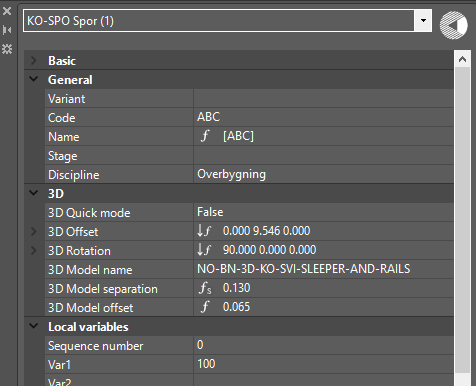 KO-SPO Spor (1)
Basic
General
Variant
Code ABC
Name f [ABC]
Stage
Discipline Overbygning
3D
3D Quick mode False
3D Offset ↓f 0.000 9.546 0.000
3D Rotation ↓f 90.000 0.000 0.000
3D Model name NO-BN-3D-KO-SVI-SLEEPER-AND-RAILS
3D Model separation fs 0.130
3D Model offset f 0.065
Local variables
Sequence number 0
Var1 100
Var2